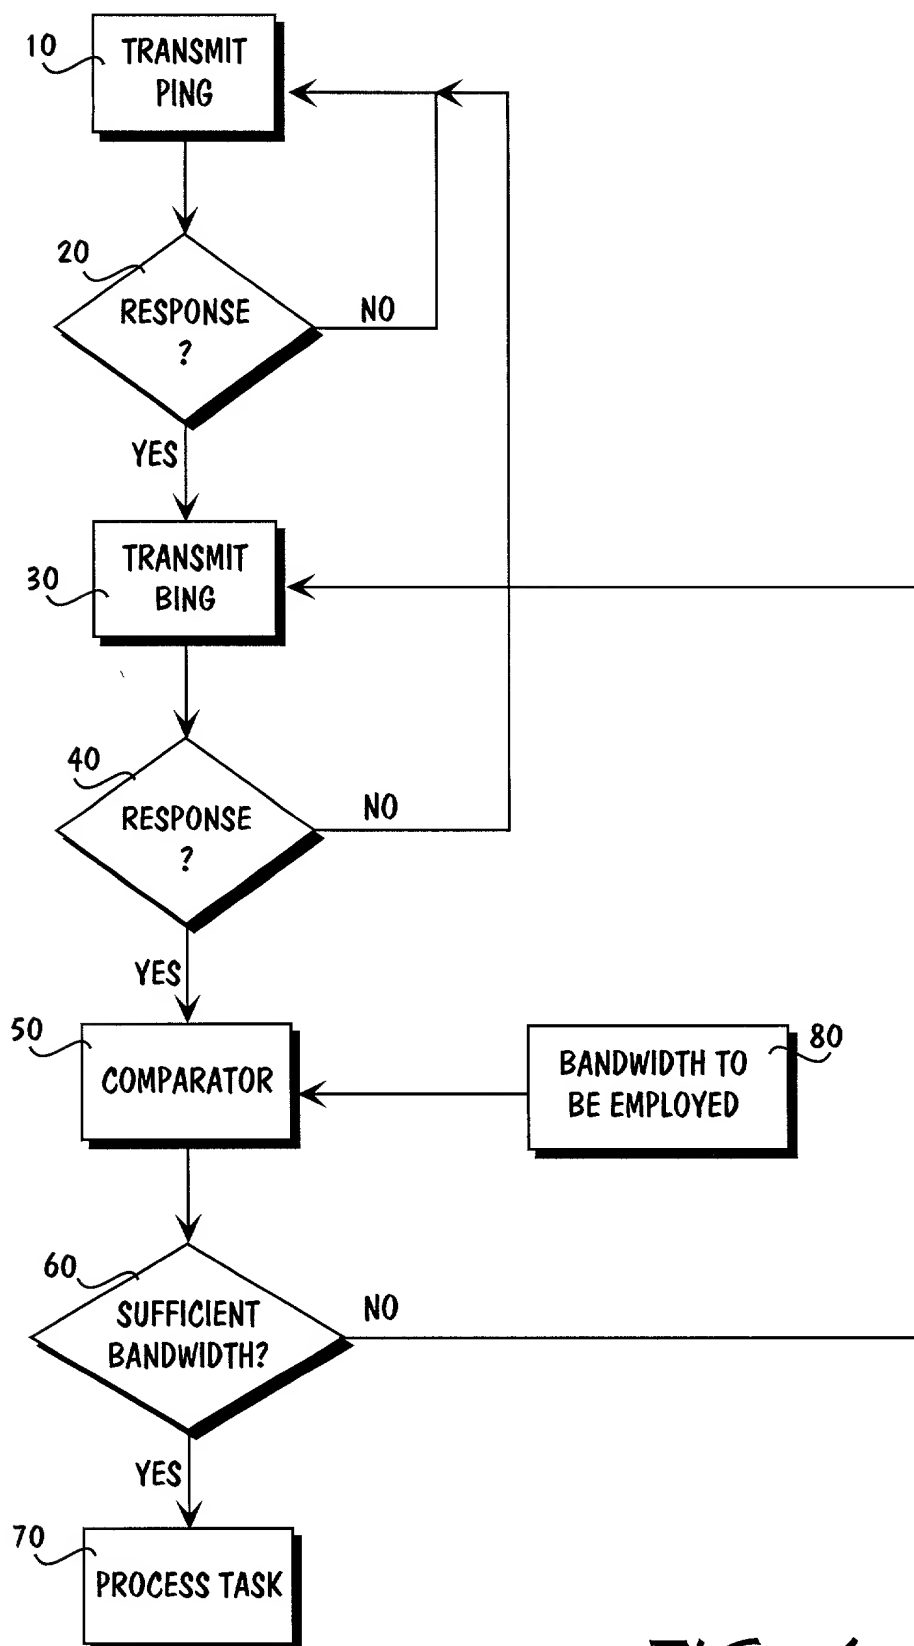 10
TRANSMIT
PING
20
RESPONSE
?
NO
YES
TRANSMIT
BING
30
40
RESPONSE
?
NO
YES
50
COMPARATOR
80
BANDWIDTH TO
BE EMPLOYED
60
SUFFICIENT
BANDWIDTH?
NO
YES
70
PROCESS TASK